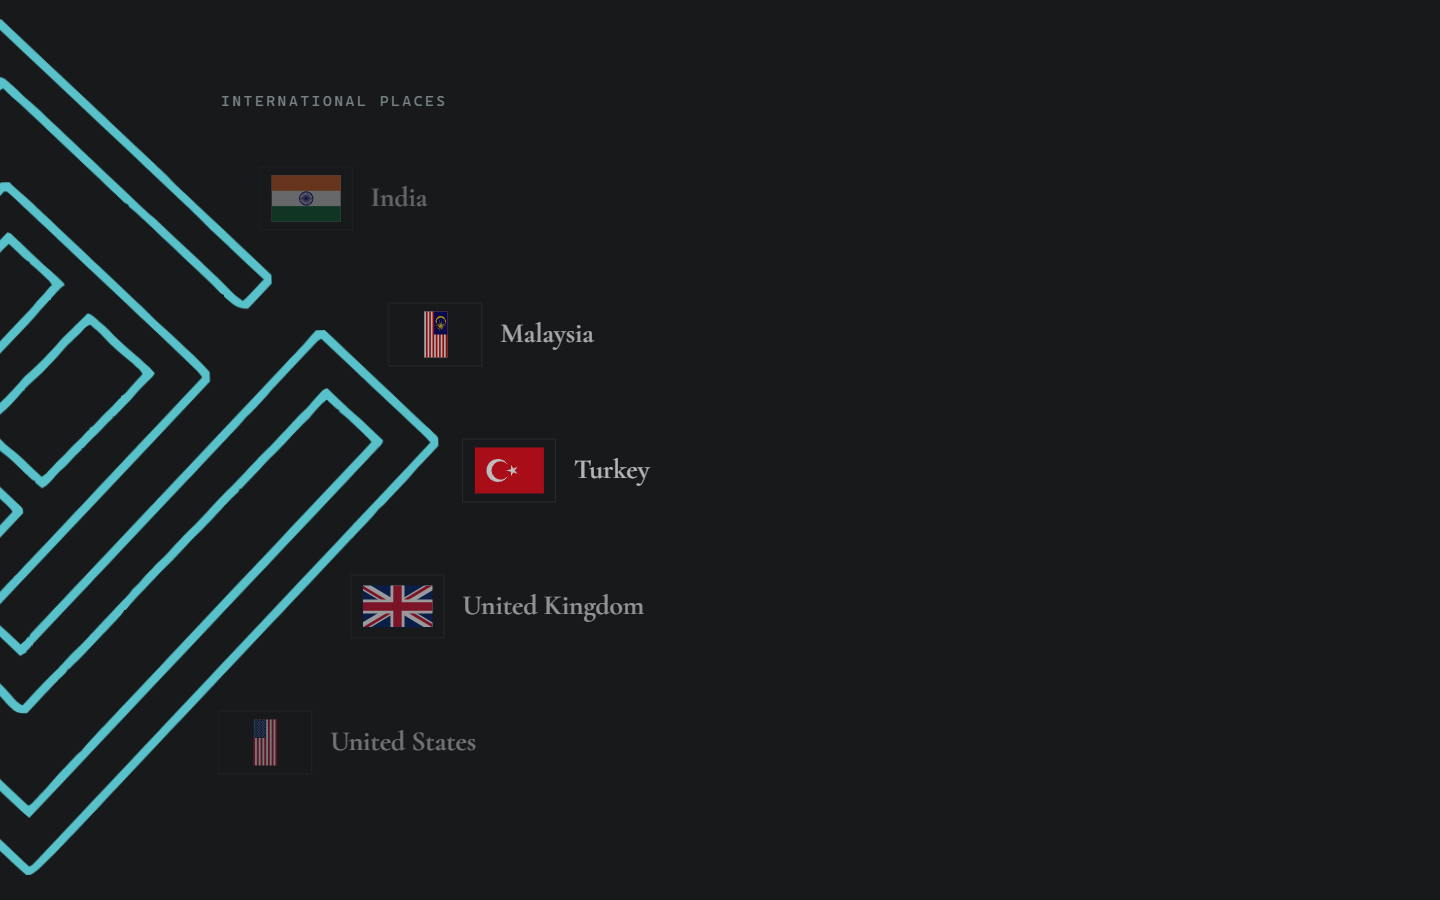 INTERNATIONAL PLACES
India
Malaysia
Turkey
United Kingdom
United States